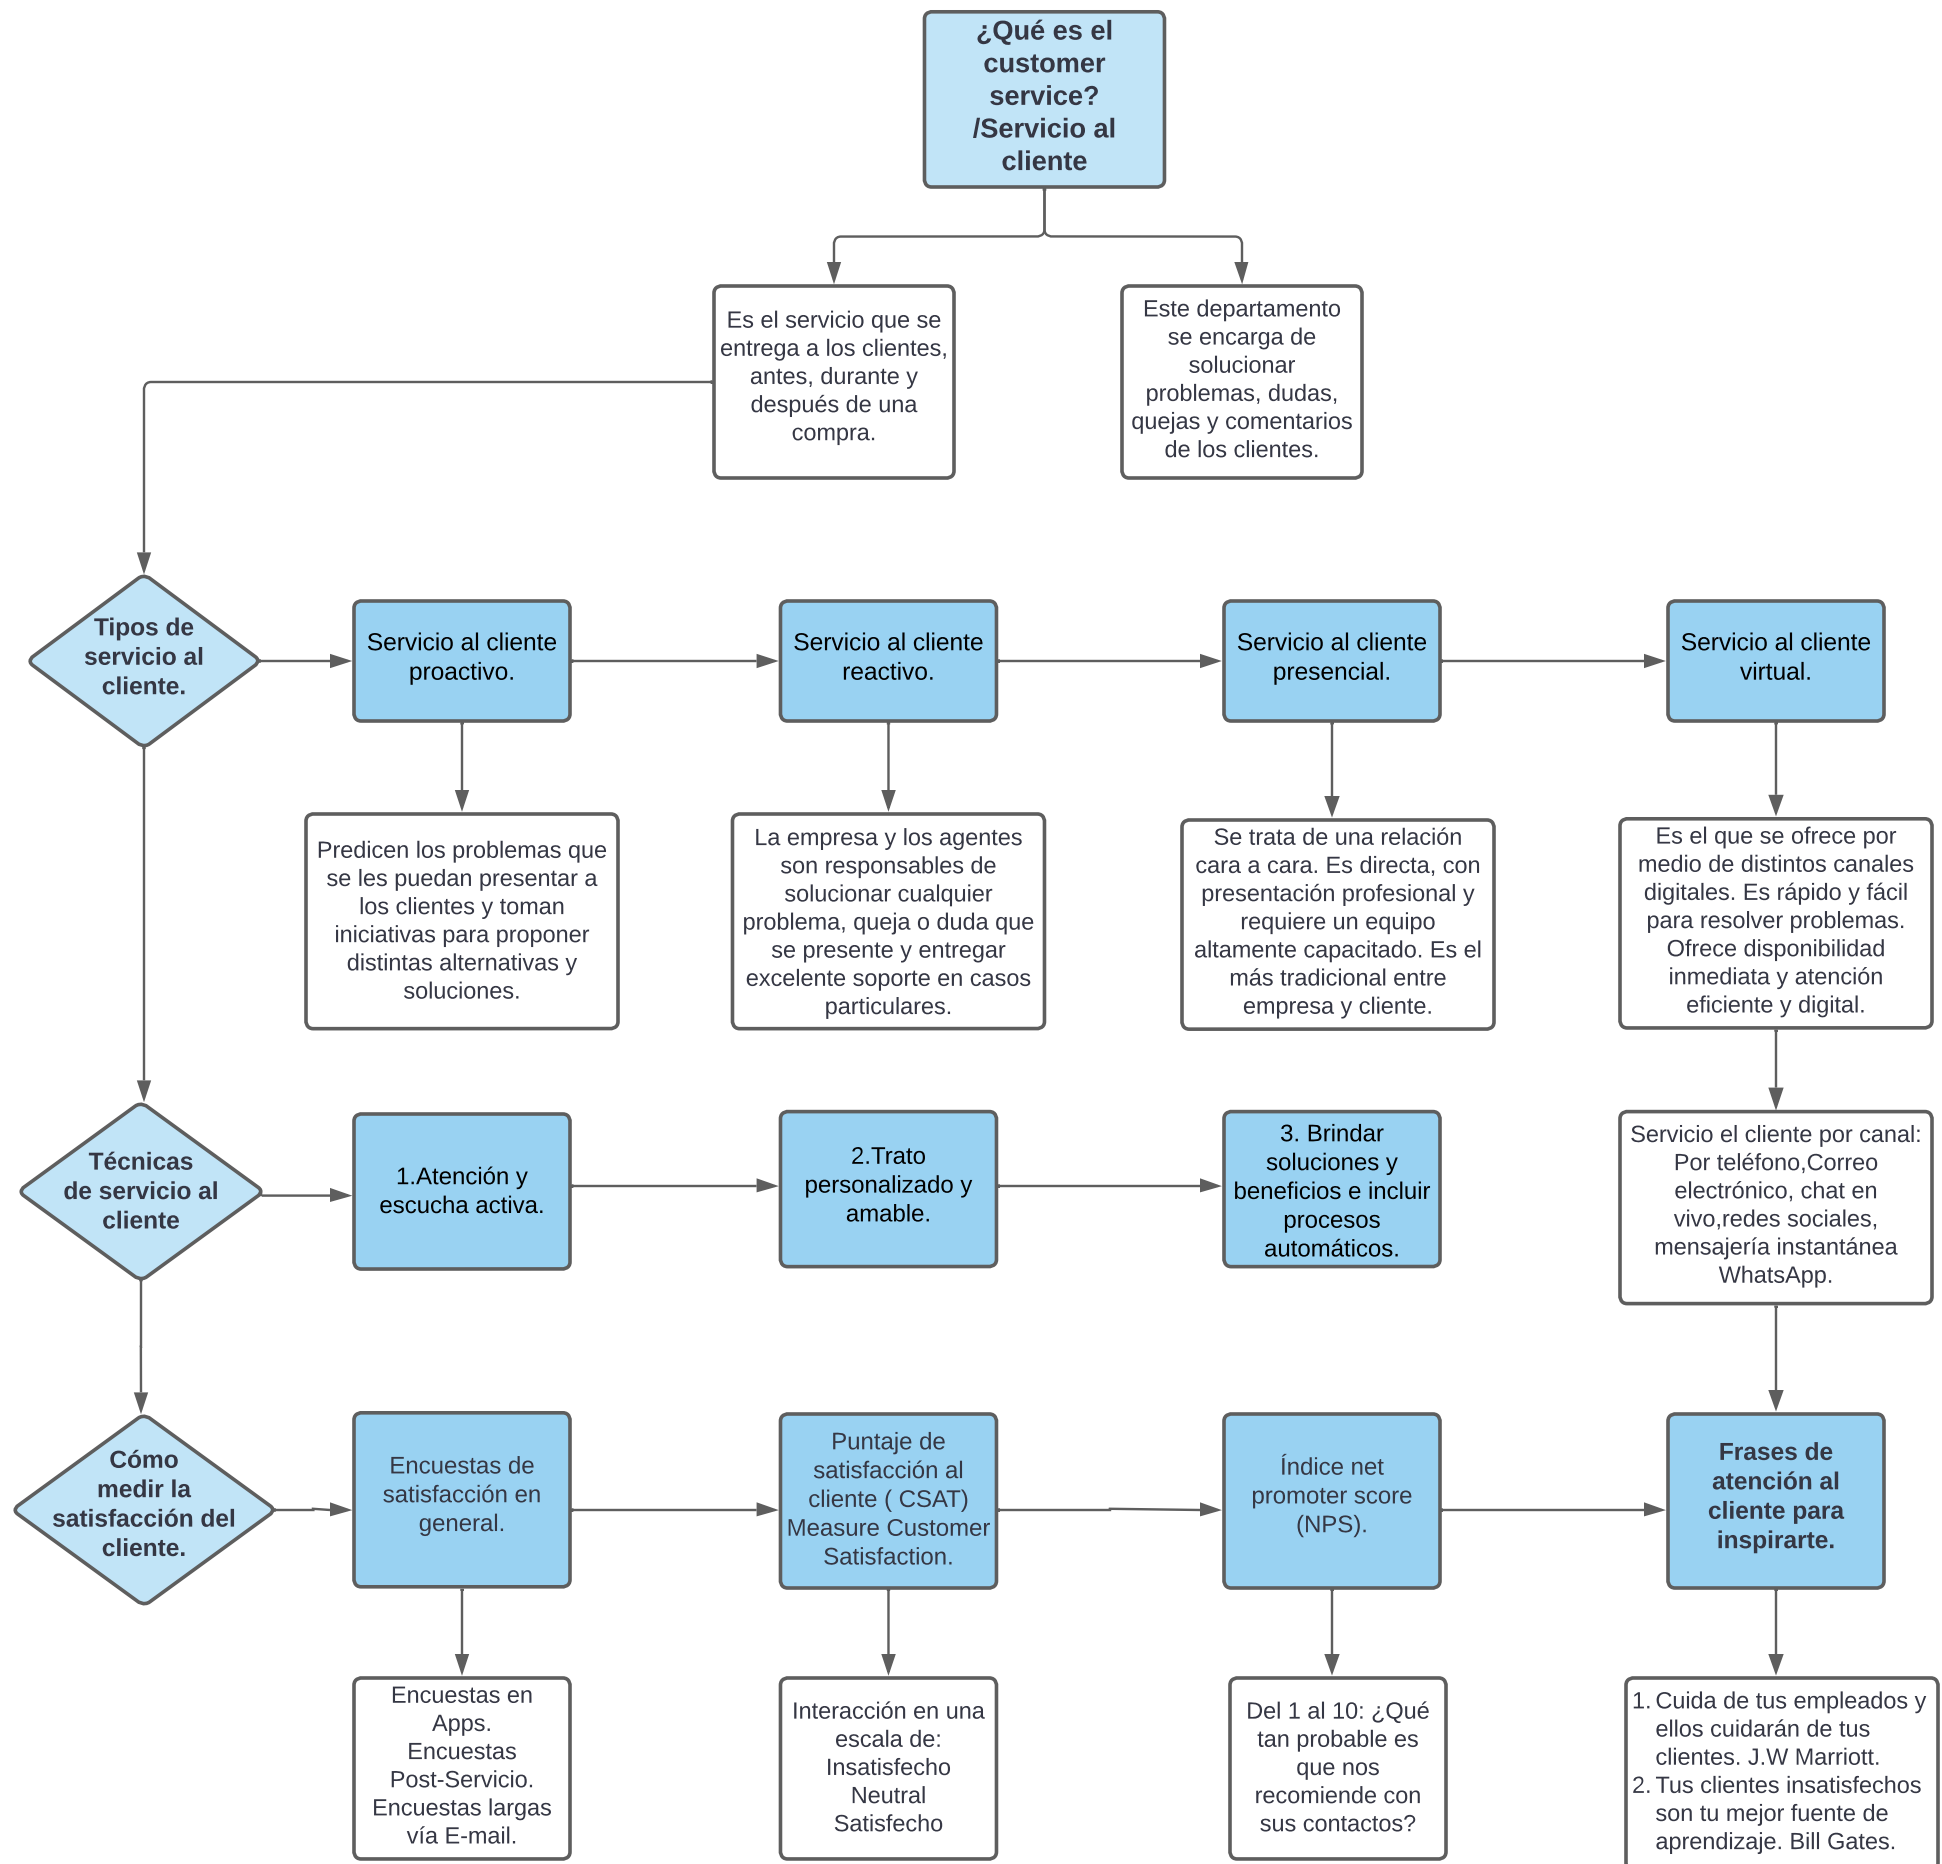 ¿Qué es el
customer
service?
/Servicio al
cliente
Es el servicio que se
entrega a los clientes,
antes, durante y
después de una
compra.
Este departamento
se encarga de
solucionar
problemas, dudas,
quejas y comentarios
de los clientes.
Tipos de
servicio al
cliente.
Servicio al cliente
proactivo.
Servicio al cliente
reactivo.
Servicio al cliente
presencial.
Servicio al cliente
virtual.
Predicen los problemas que
se les puedan presentar a
los clientes y toman
iniciativas para proponer
distintas alternativas y
soluciones.
La empresa y los agentes
son responsables de
solucionar cualquier
problema, queja o duda que
se presente y entregar
excelente soporte en casos
particulares.
Se trata de una relación
cara a cara. Es directa, con
presentación profesional y
requiere un equipo
altamente capacitado. Es el
más tradicional entre
empresa y cliente.
Es el que se ofrece por
medio de distintos canales
digitales. Es rápido y fácil
para resolver problemas.
Ofrece disponibilidad
inmediata y atención
eficiente y digital.
Técnicas
de servicio al
cliente
1.Atención y
escucha activa.
2.Trato
personalizado y
amable.
3. Brindar
soluciones y
beneficios e incluir
procesos
automáticos.
Servicio el cliente por canal:
Por teléfono,Correo
electrónico, chat en
vivo,redes sociales,
mensajería instantánea
WhatsApp.
Cómo
medir la
satisfacción del
cliente.
Encuestas de
satisfacción en
general.
Puntaje de
satisfacción al
cliente ( CSAT)
Measure Customer
Satisfaction.
Índice net
promoter score
(NPS).
Frases de
atención al
cliente para
inspirarte.
Encuestas en
Apps.
Encuestas
Post-Servicio.
Encuestas largas
vía E-mail.
Interacción en una
escala de:
Insatisfecho
Neutral
Satisfecho
Del 1 al 10: ¿Qué
tan probable es
que nos
recomiende con
sus contactos?
1. Cuida de tus empleados y
ellos cuidarán de tus
clientes. J.W Marriott.
2. Tus clientes insatisfechos
son tu mejor fuente de
aprendizaje. Bill Gates.